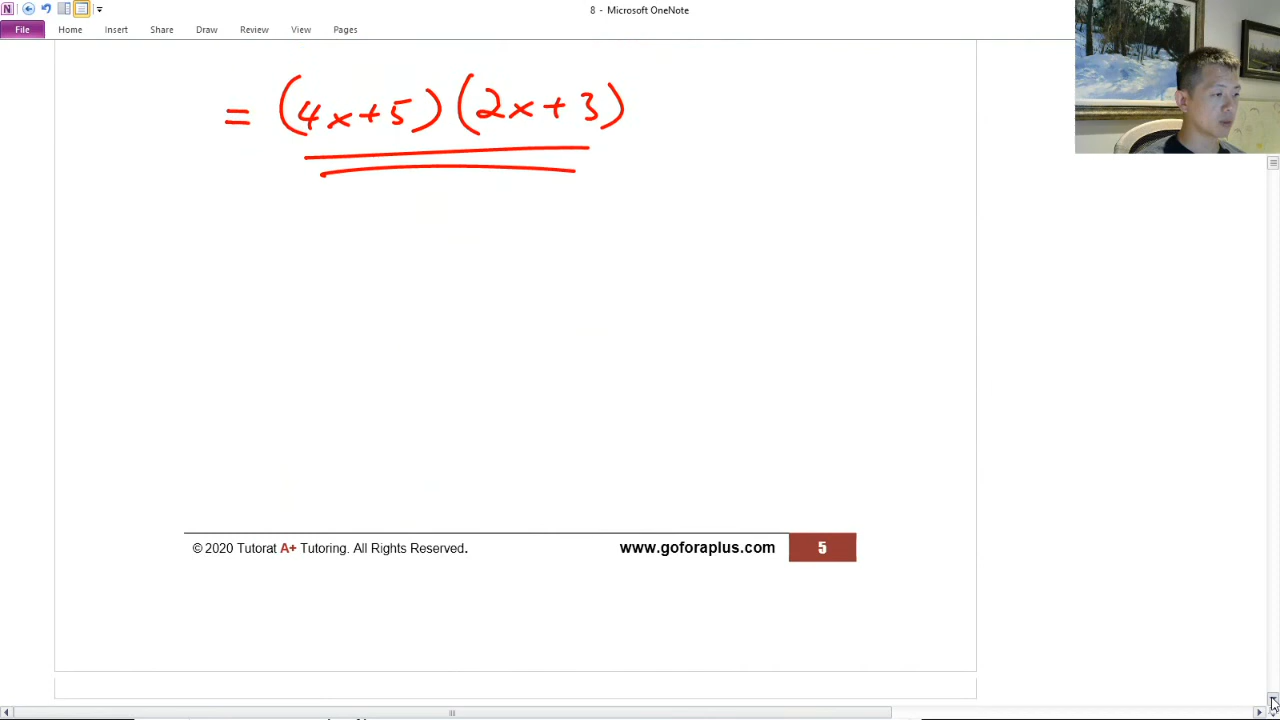 8 - Microsoft OneNote
File Home Insert Share Draw Review View Pages
= (4x+5)(2x+3)
© 2020 Tutorat A+ Tutoring. All Rights Reserved. www.goforaplus.com 5